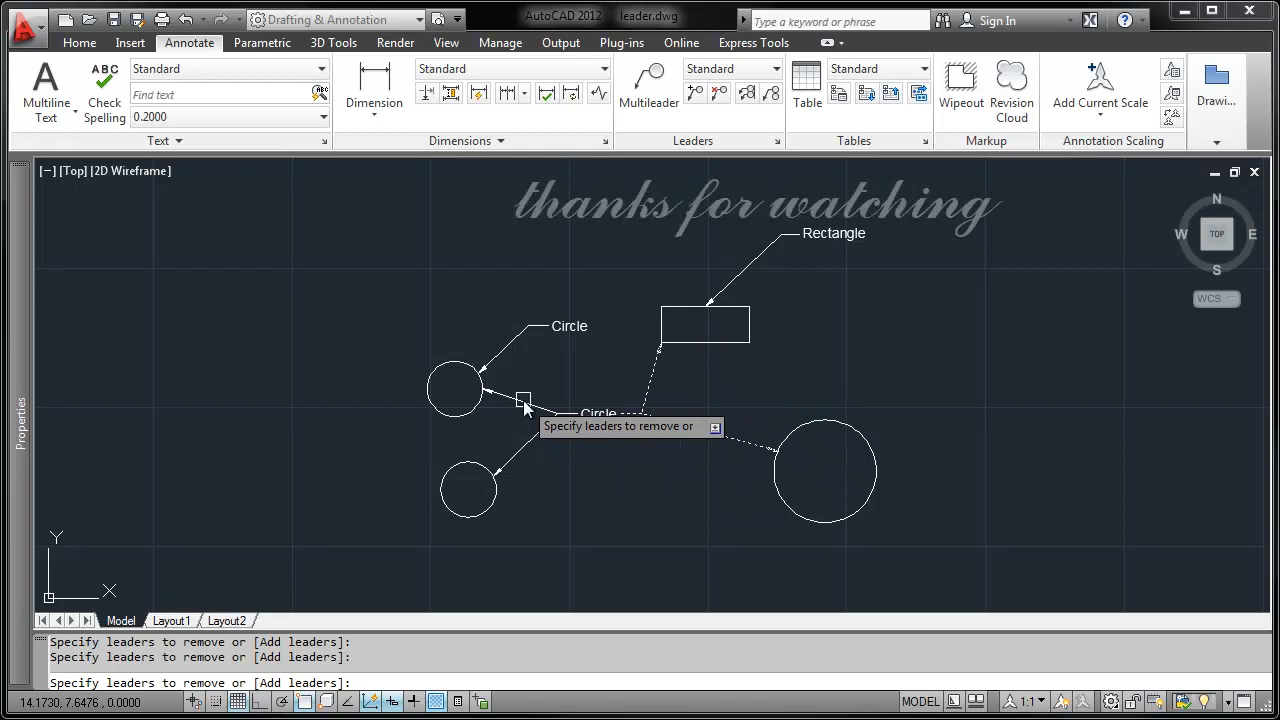 Drafting & Annotation
AutoCAD 2012 leader.dwg
Type a keyword or phrase
Sign In
Home Insert Annotate Parametric 3D Tools Render View Manage Output Plug-ins Online Express Tools
Multiline Text
Check Spelling
Standard
Find text
0.2000
Text
Dimension
Standard
Dimensions
Multileader
Standard
Leaders
Table
Standard
Tables
Wipeout
Revision Cloud
Markup
Add Current Scale
Annotation Scaling
Drawi...
[−] [Top] [2D Wireframe]
thanks for watching
Rectangle
Circle
Circle
Specify leaders to remove or
N
W TOP E
S
WCS
Properties
Y
X
Model Layout1 Layout2
Specify leaders to remove or [Add leaders]:
Specify leaders to remove or [Add leaders]:
Specify leaders to remove or [Add leaders]:
14.1730, 7.6476, 0.0000
MODEL
1:1